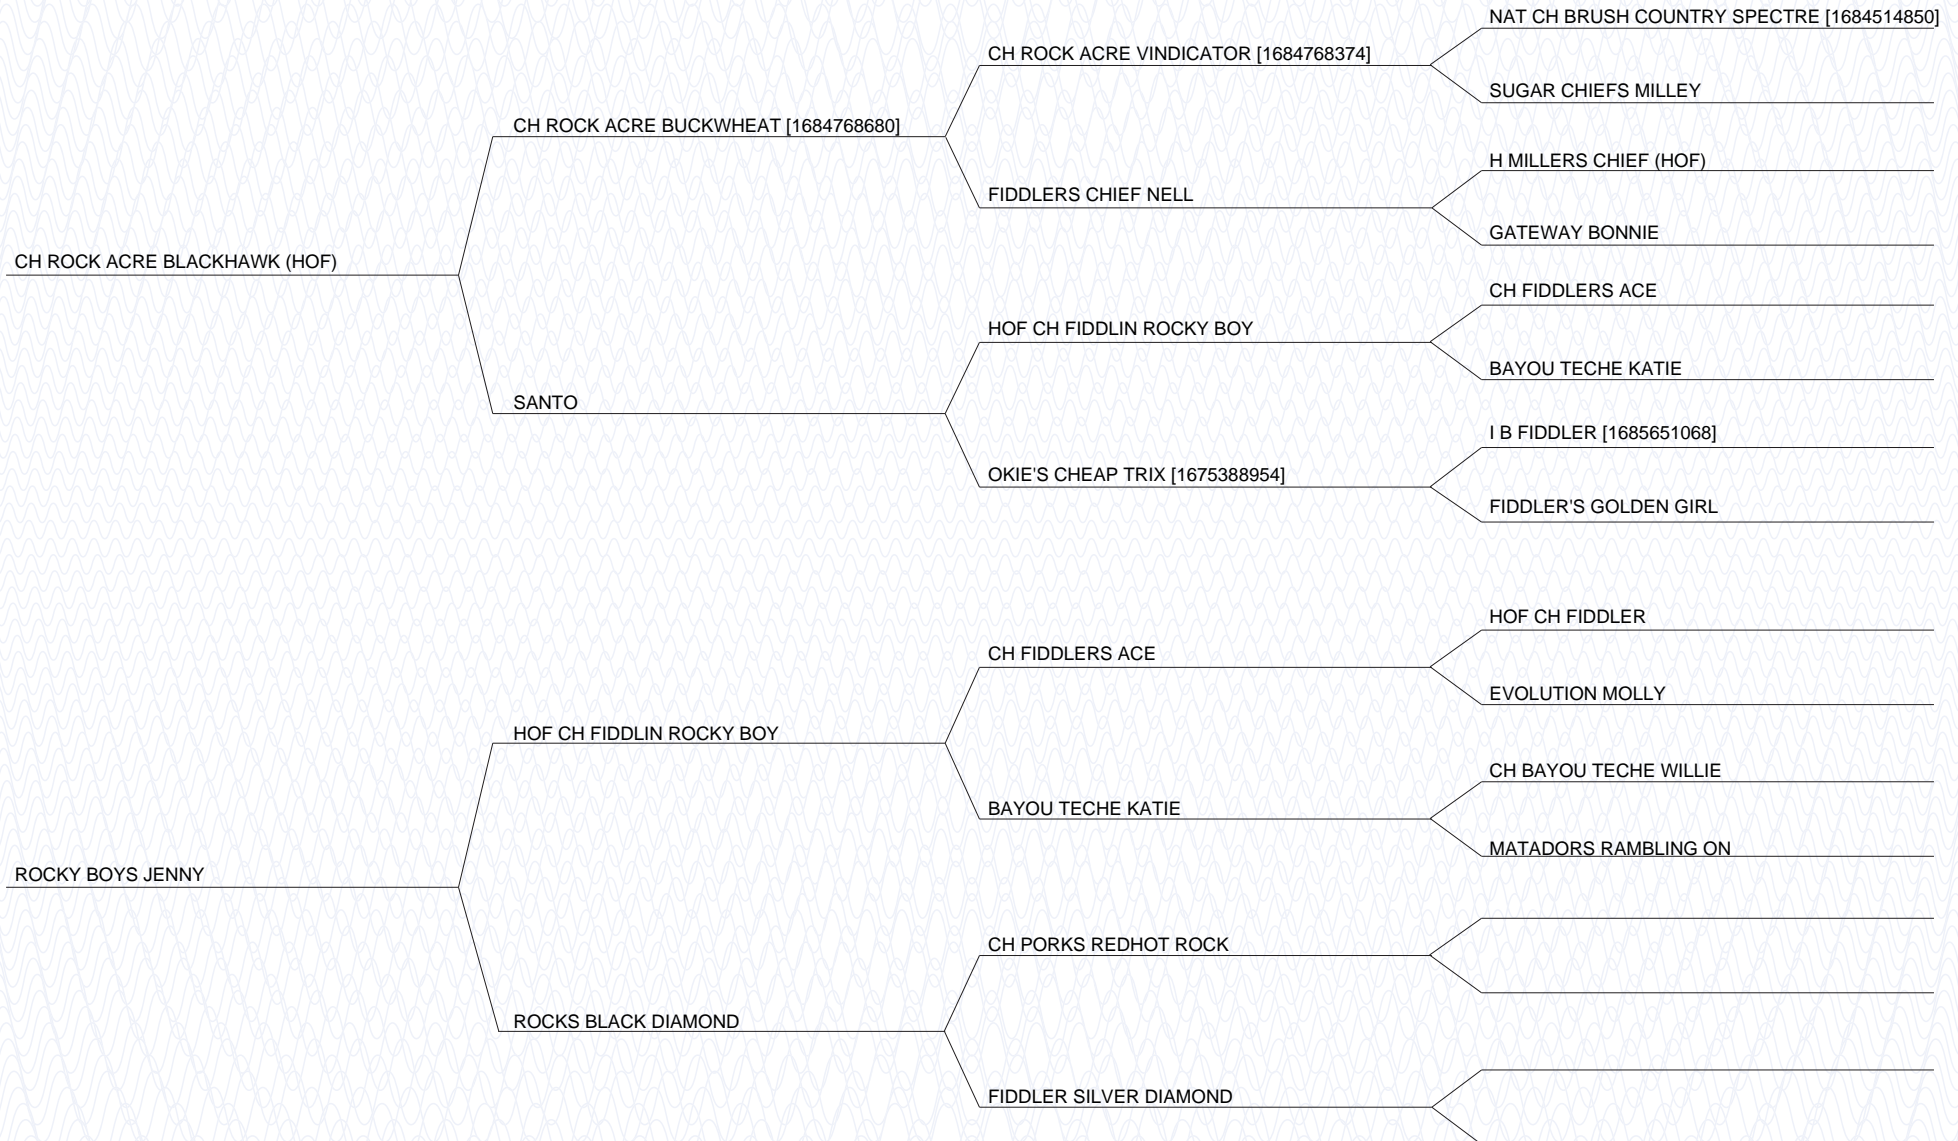 NAT CH BRUSH COUNTRY SPECTRE [1684514850]
CH ROCK ACRE VINDICATOR [1684768374]
SUGAR CHIEFS MILLEY
CH ROCK ACRE BUCKWHEAT [1684768680]
H MILLERS CHIEF (HOF)
FIDDLERS CHIEF NELL
GATEWAY BONNIE
CH ROCK ACRE BLACKHAWK (HOF)
CH FIDDLERS ACE
HOF CH FIDDLIN ROCKY BOY
BAYOU TECHE KATIE
SANTO
I B FIDDLER [1685651068]
OKIE'S CHEAP TRIX [1675388954]
FIDDLER'S GOLDEN GIRL
HOF CH FIDDLER
CH FIDDLERS ACE
EVOLUTION MOLLY
HOF CH FIDDLIN ROCKY BOY
CH BAYOU TECHE WILLIE
BAYOU TECHE KATIE
MATADORS RAMBLING ON
ROCKY BOYS JENNY
CH PORKS REDHOT ROCK
ROCKS BLACK DIAMOND
FIDDLER SILVER DIAMOND